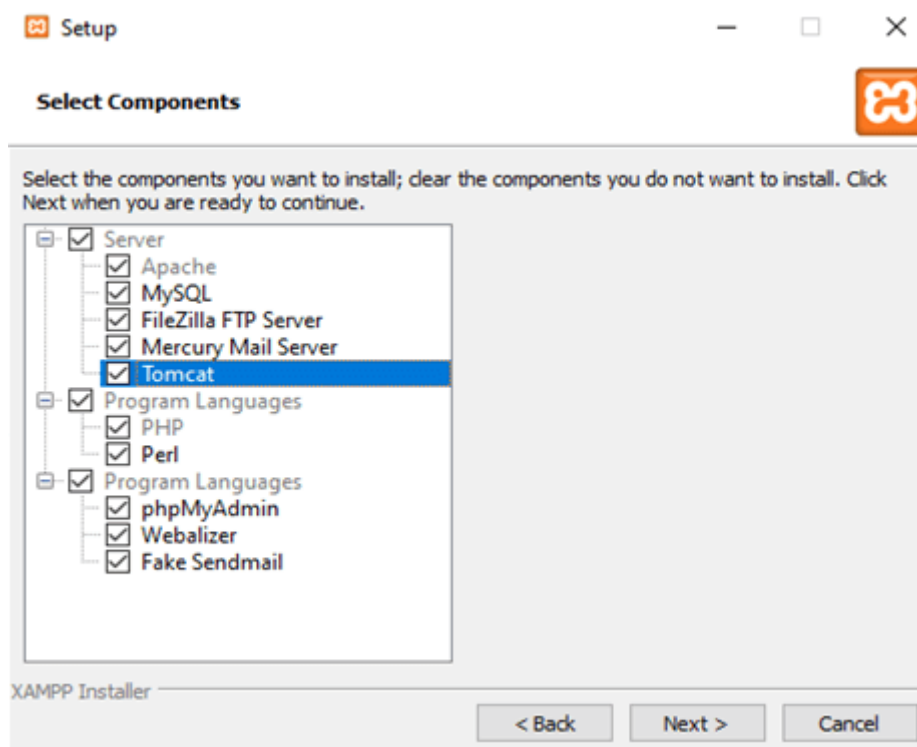 Setup
Select Components
Select the components you want to install; clear the components you do not want to install. Click
Next when you are ready to continue.
Server
Apache
MySQL
FileZilla FTP Server
Mercury Mail Server
Tomcat
Program Languages
PHP
Perl
Program Languages
phpMyAdmin
Webalizer
Fake Sendmail
XAMPP Installer
< Back Next > Cancel